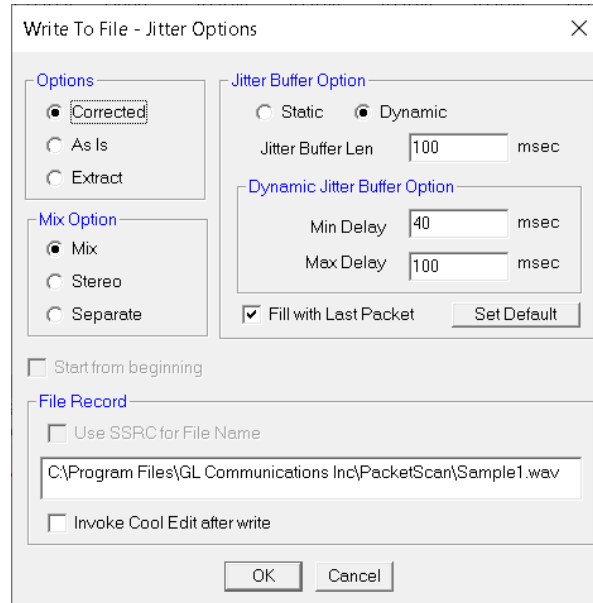 Write To File - Jitter Options
Options
Corrected
As Is
Extract
Mix Option
Mix
Stereo
Separate
Jitter Buffer Option
Static Dynamic
Jitter Buffer Len 100 msec
Dynamic Jitter Buffer Option
Min Delay 40 msec
Max Delay 100 msec
Fill with Last Packet Set Default
Start from beginning
File Record
Use SSRC for File Name
C:\Program Files\GL Communications Inc\PacketScan\Sample1.wav
Invoke Cool Edit after write
OK Cancel